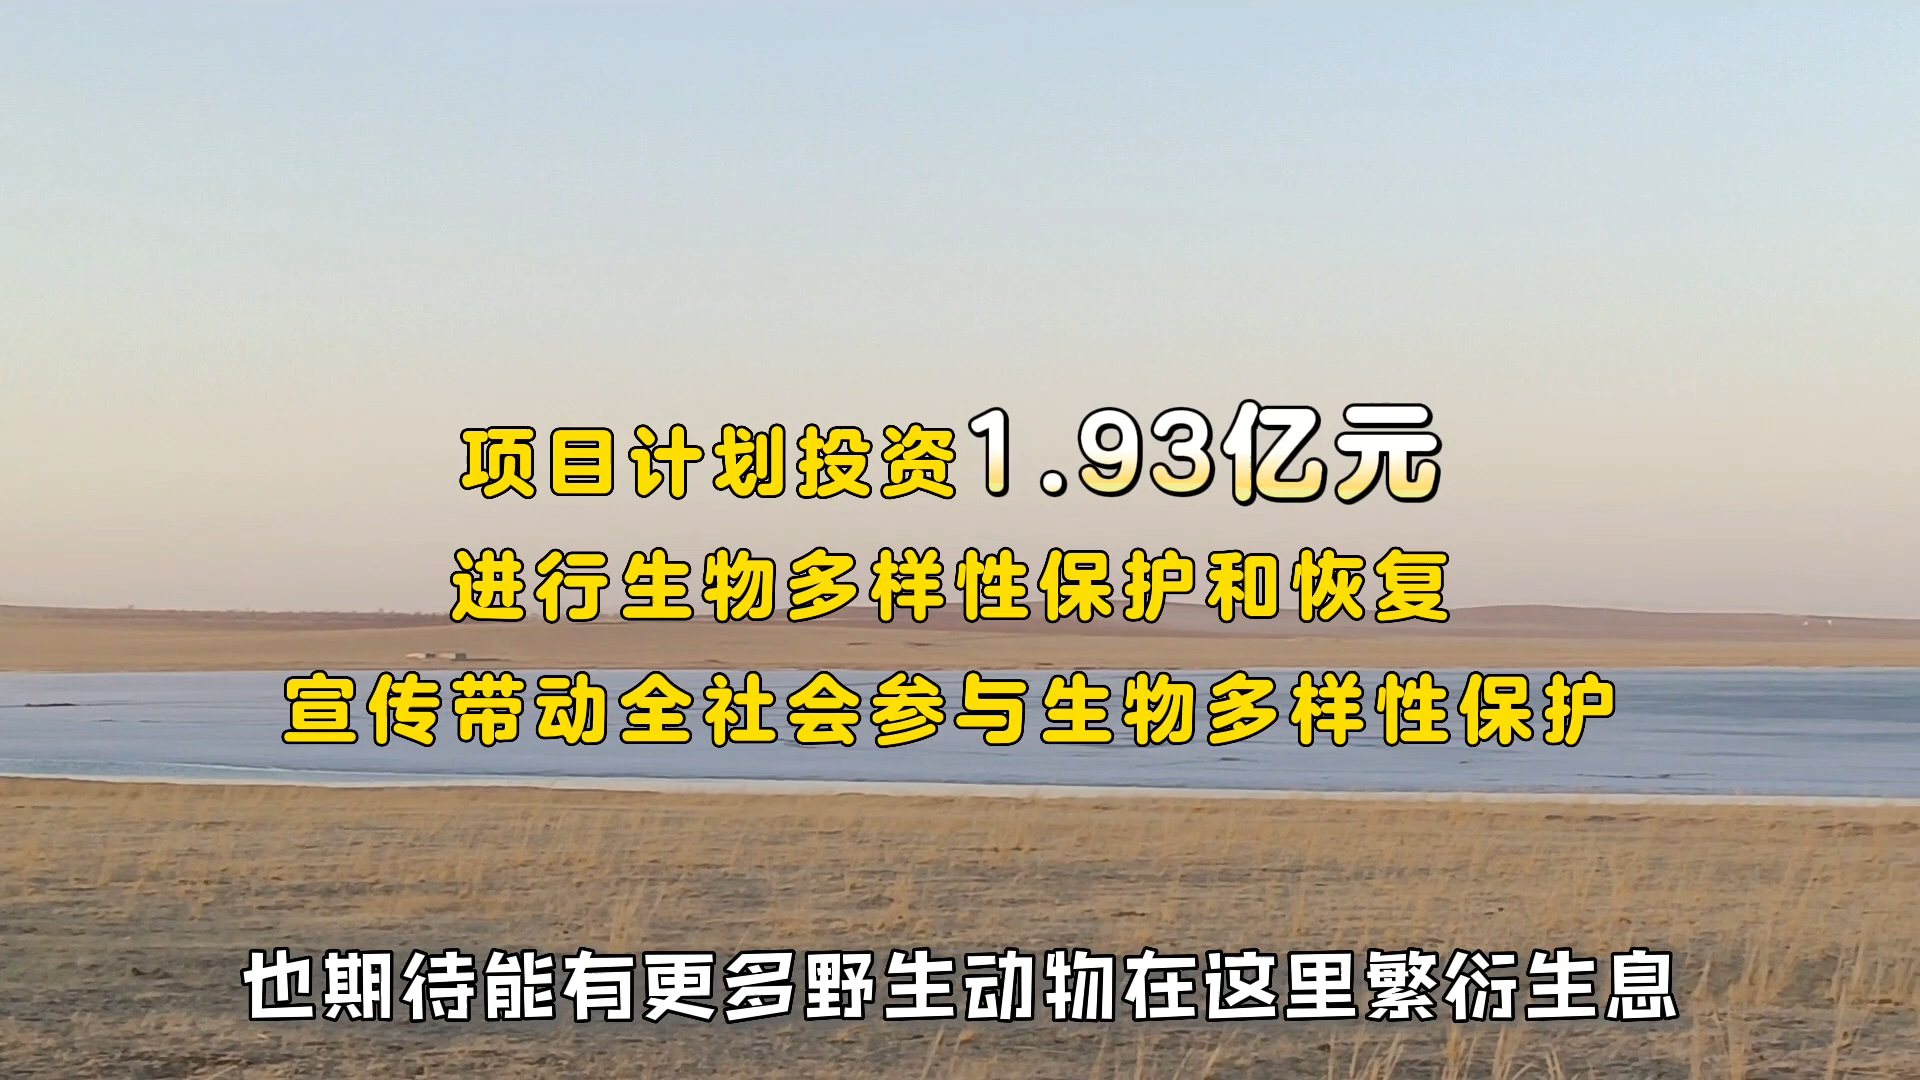 项目计划投资1.93亿元
进行生物多样性保护和恢复
宣传带动全社会参与生物多样性保护
也期待能有更多野生动物在这里繁衍生息